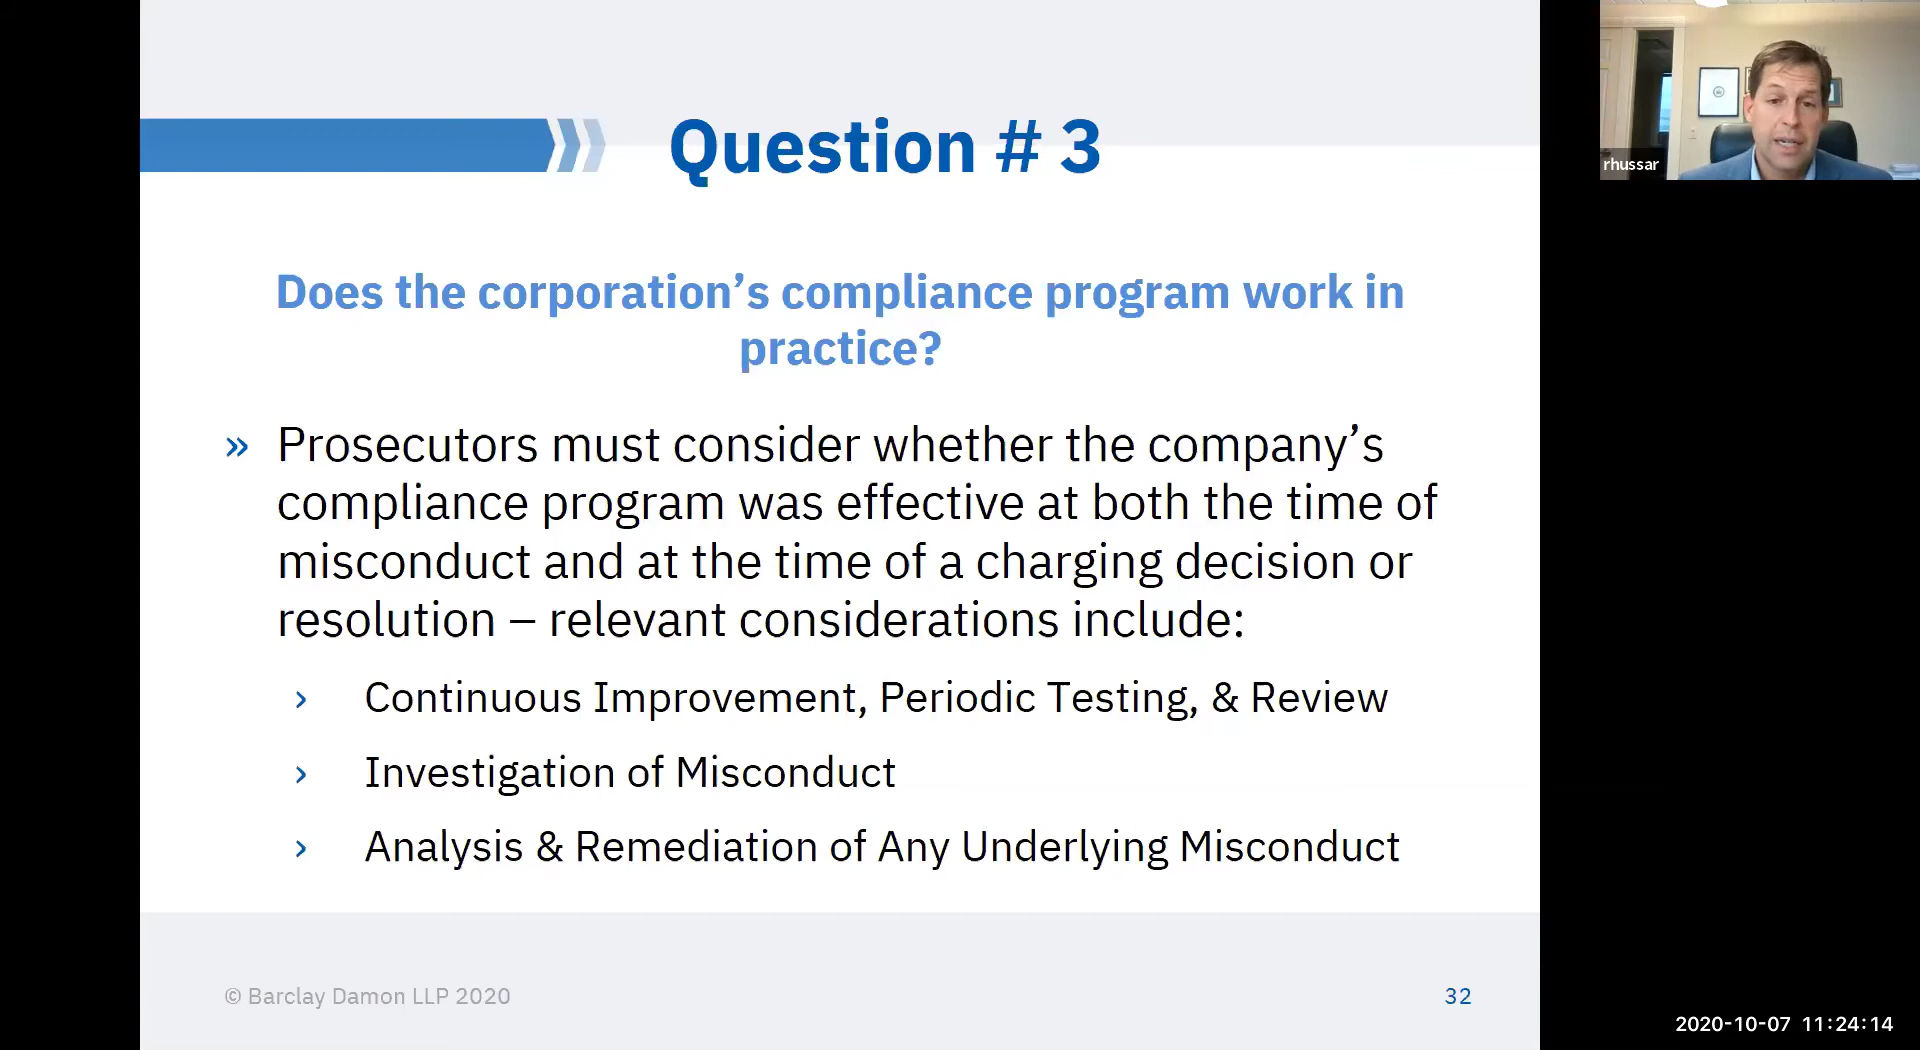 Question # 3
Does the corporation’s compliance program work in
practice?
» Prosecutors must consider whether the company’s
compliance program was effective at both the time of
misconduct and at the time of a charging decision or
resolution – relevant considerations include:
› Continuous Improvement, Periodic Testing, & Review
› Investigation of Misconduct
› Analysis & Remediation of Any Underlying Misconduct
© Barclay Damon LLP 2020
32
rhussar
2020-10-07 11:24:14